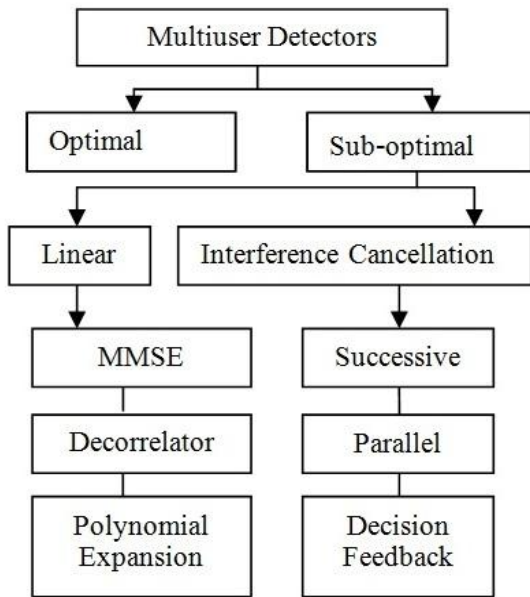 Multiuser Detectors
Optimal
Sub-optimal
Linear
Interference Cancellation
MMSE
Successive
Decorrelator
Parallel
Polynomial
Expansion
Decision
Feedback